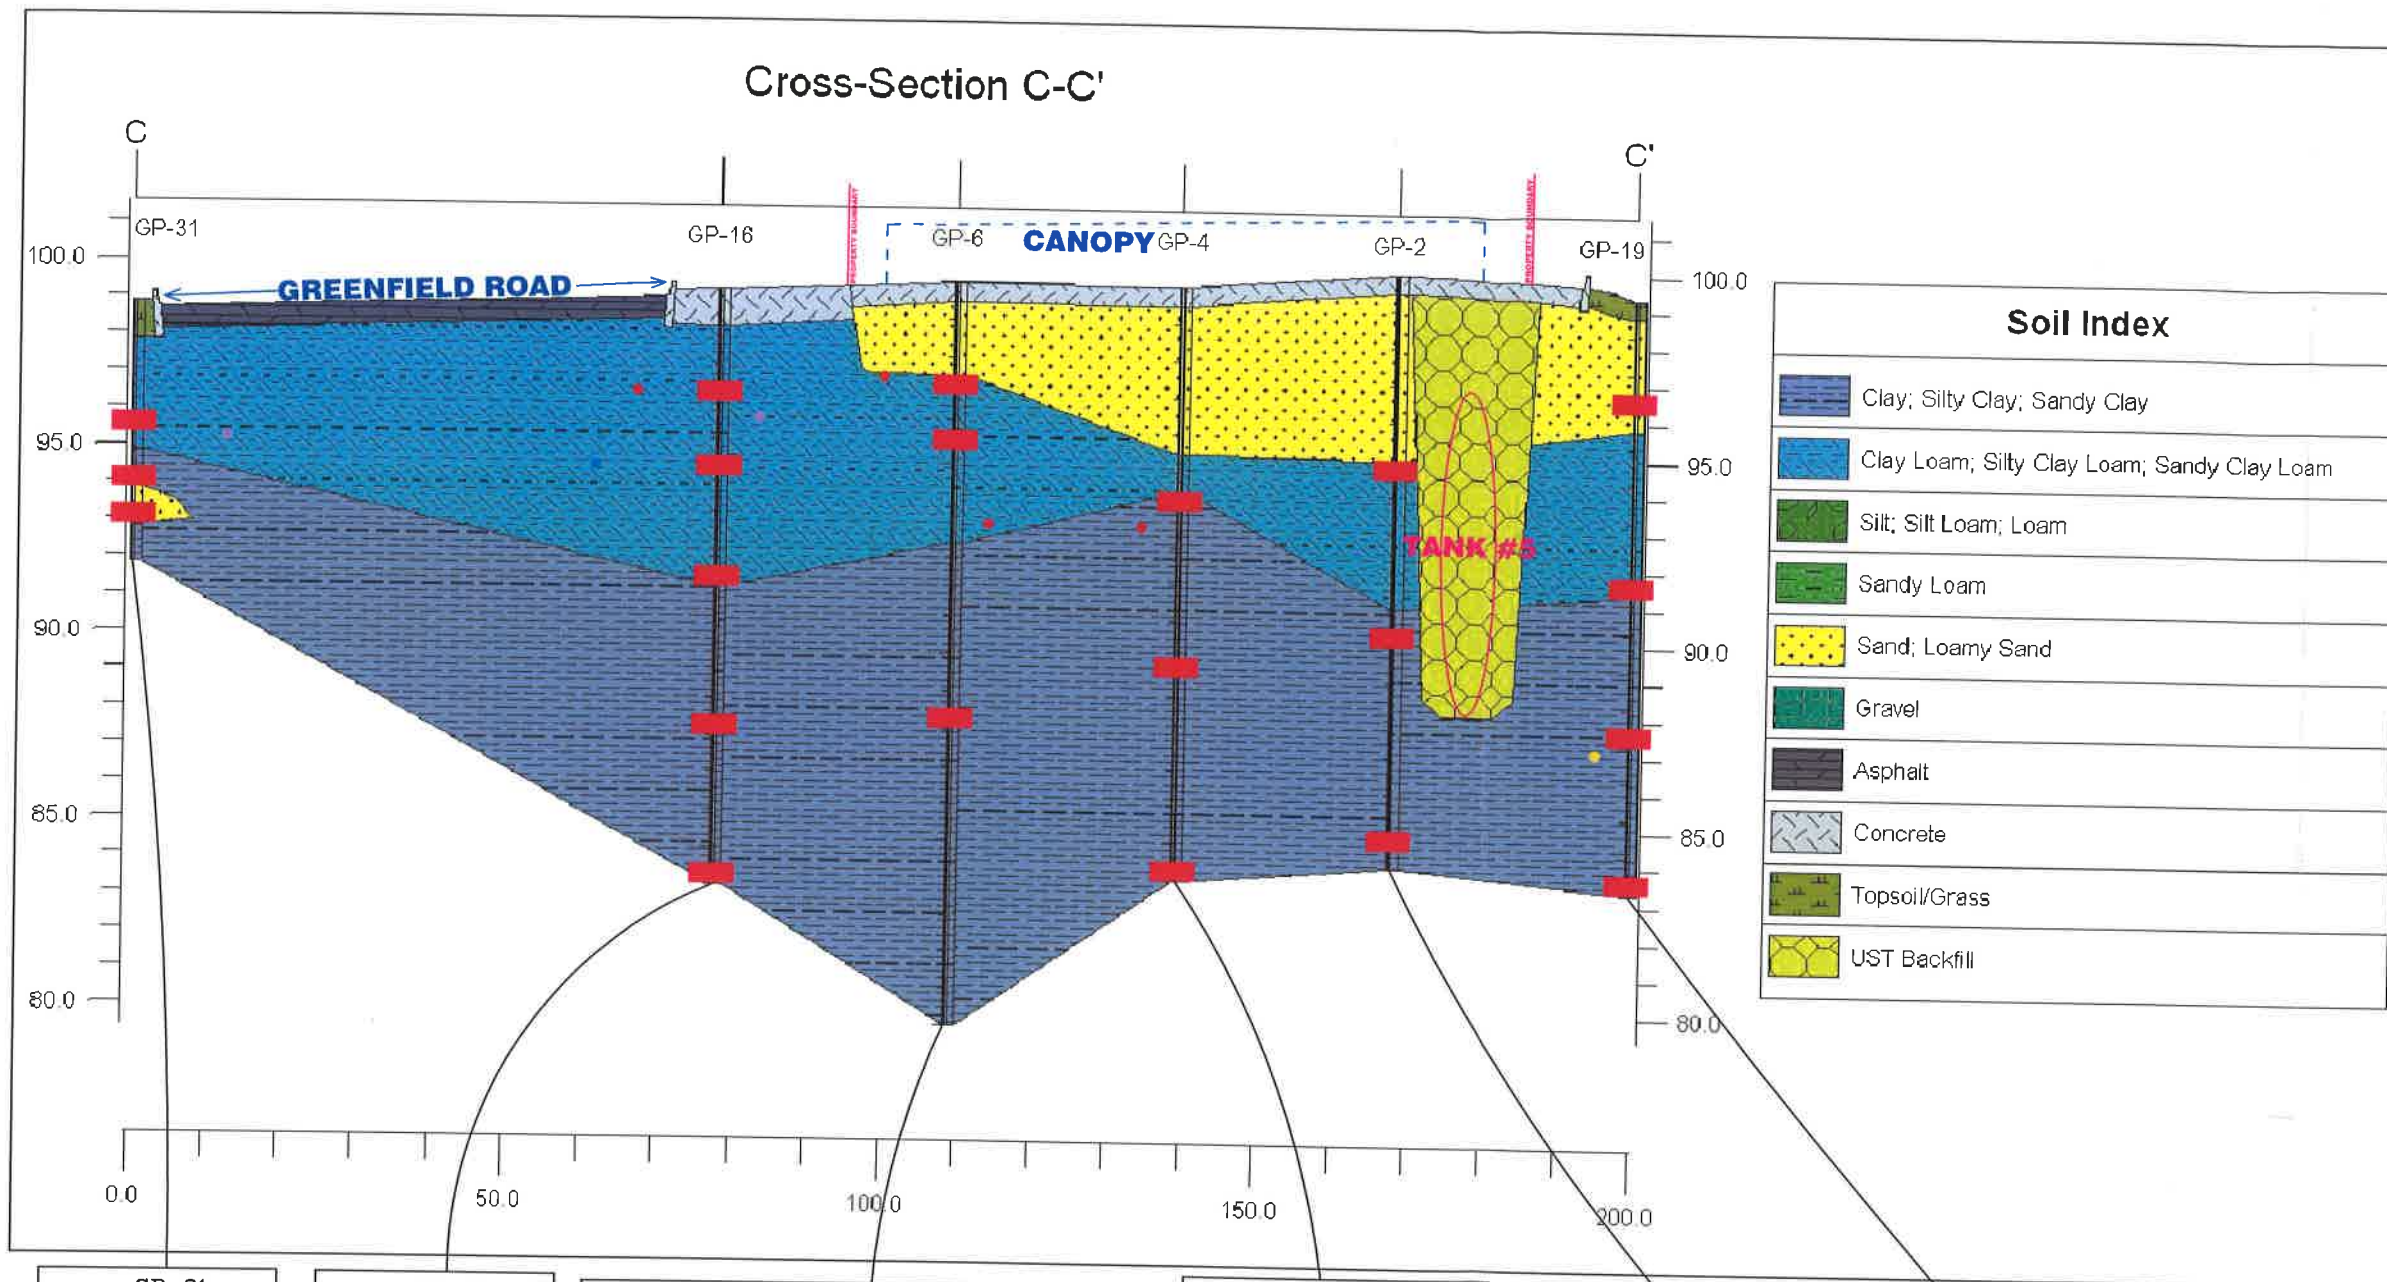 Cross-Section C-C'
C
C'
GP-31
GP-16
PROPERTY BOUNDARY
GP-6
CANOPY
GP-4
GP-2
PROPERTY BOUNDARY
GP-19
GREENFIELD ROAD
100.0
95.0
90.0
85.0
80.0
100.0
95.0
90.0
85.0
80.0
TANK #5
0.0
50.0
100.0
150.0
200.0
Soil Index
Clay; Silty Clay; Sandy Clay
Clay Loam; Silty Clay Loam; Sandy Clay Loam
Silt; Silt Loam; Loam
Sandy Loam
Sand; Loamy Sand
Gravel
Asphalt
Concrete
Topsoil/Grass
UST Backfill